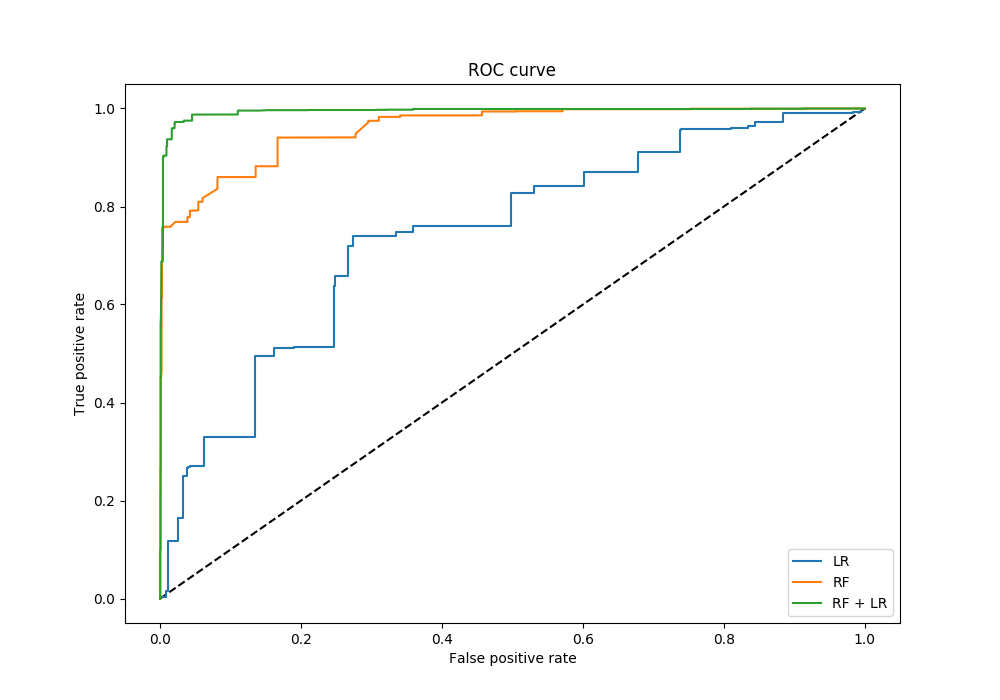 ROC curve
True positive rate
1.0
0.8
0.6
0.4
0.2
0.0
0.0 0.2 0.4 0.6 0.8 1.0
False positive rate
LR
RF
RF + LR